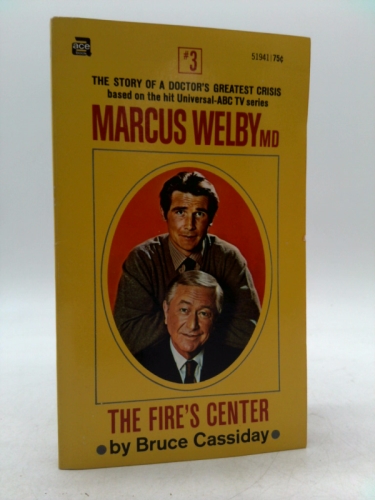 ace
#3
51941/75¢
THE STORY OF A DOCTOR'S GREATEST CRISIS
based on the hit Universal-ABC TV series
MARCUS WELBY MD
THE FIRE'S CENTER
•by Bruce Cassiday•